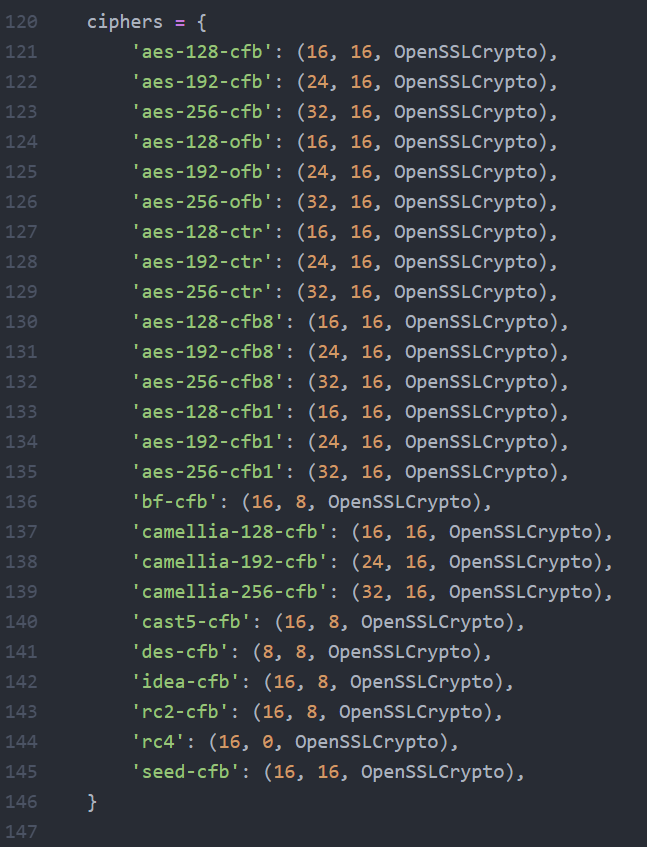 120 ciphers = {
121 'aes-128-cfb': (16, 16, OpenSSLCrypto),
122 'aes-192-cfb': (24, 16, OpenSSLCrypto),
123 'aes-256-cfb': (32, 16, OpenSSLCrypto),
124 'aes-128-ofb': (16, 16, OpenSSLCrypto),
125 'aes-192-ofb': (24, 16, OpenSSLCrypto),
126 'aes-256-ofb': (32, 16, OpenSSLCrypto),
127 'aes-128-ctr': (16, 16, OpenSSLCrypto),
128 'aes-192-ctr': (24, 16, OpenSSLCrypto),
129 'aes-256-ctr': (32, 16, OpenSSLCrypto),
130 'aes-128-cfb8': (16, 16, OpenSSLCrypto),
131 'aes-192-cfb8': (24, 16, OpenSSLCrypto),
132 'aes-256-cfb8': (32, 16, OpenSSLCrypto),
133 'aes-128-cfb1': (16, 16, OpenSSLCrypto),
134 'aes-192-cfb1': (24, 16, OpenSSLCrypto),
135 'aes-256-cfb1': (32, 16, OpenSSLCrypto),
136 'bf-cfb': (16, 8, OpenSSLCrypto),
137 'camellia-128-cfb': (16, 16, OpenSSLCrypto),
138 'camellia-192-cfb': (24, 16, OpenSSLCrypto),
139 'camellia-256-cfb': (32, 16, OpenSSLCrypto),
140 'cast5-cfb': (16, 8, OpenSSLCrypto),
141 'des-cfb': (8, 8, OpenSSLCrypto),
142 'idea-cfb': (16, 8, OpenSSLCrypto),
143 'rc2-cfb': (16, 8, OpenSSLCrypto),
144 'rc4': (16, 0, OpenSSLCrypto),
145 'seed-cfb': (16, 16, OpenSSLCrypto),
146 }
147